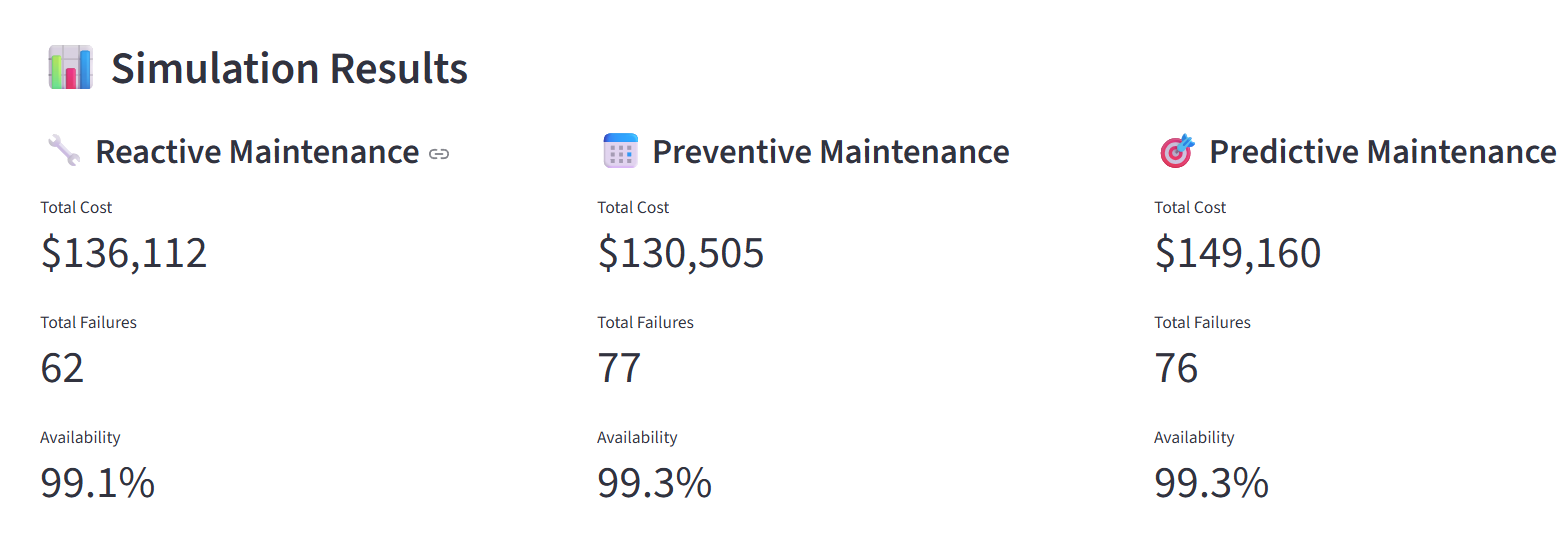 Simulation Results
Reactive Maintenance
Total Cost
$136,112
Total Failures
62
Availability
99.1%
Preventive Maintenance
Total Cost
$130,505
Total Failures
77
Availability
99.3%
Predictive Maintenance
Total Cost
$149,160
Total Failures
76
Availability
99.3%